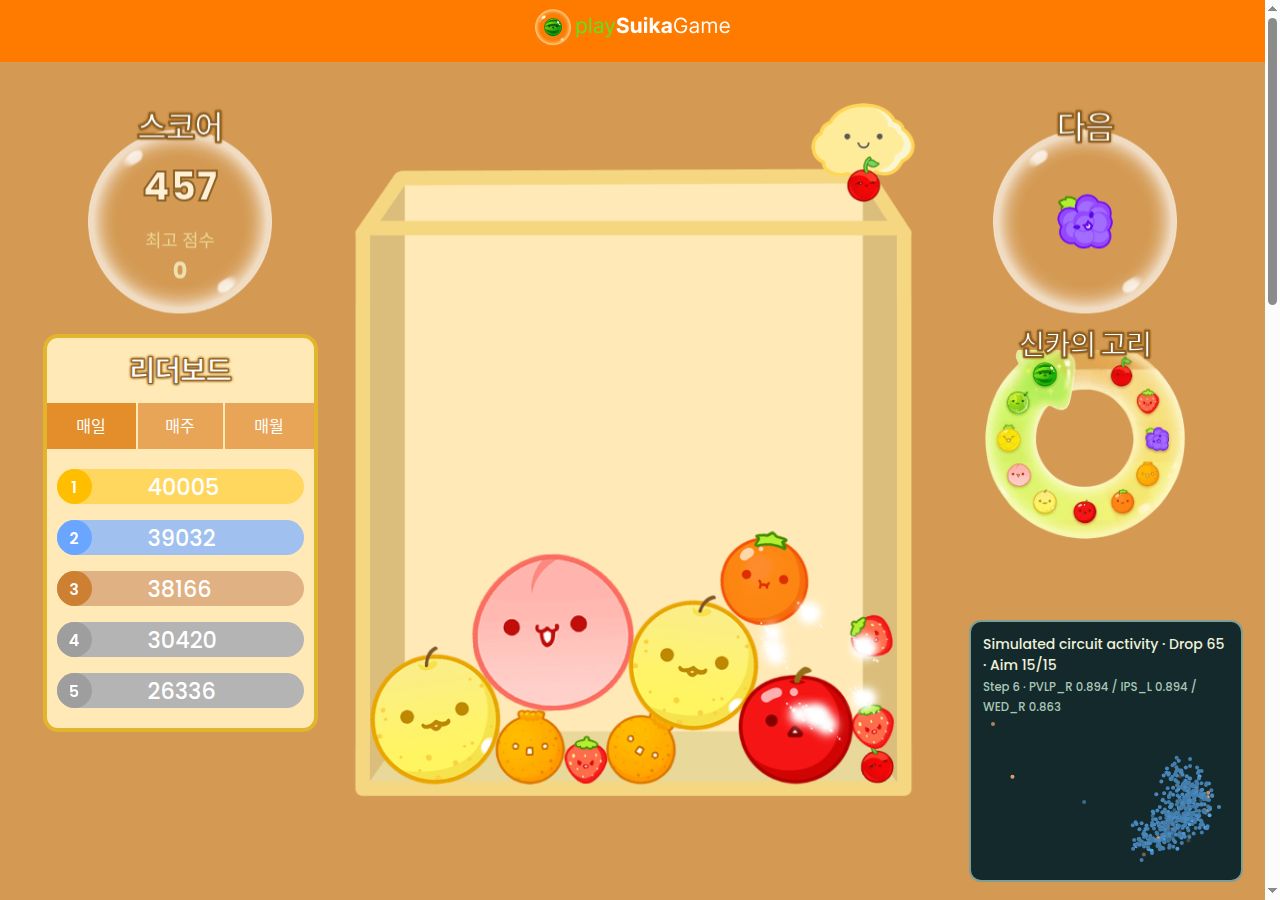 playSuikaGame
스코어
457
최고 점수
0
리더보드
매일 매주 매월
1 40005
2 39032
3 38166
4 30420
5 26336
다음
신카의 고리
Simulated circuit activity · Drop 65
· Aim 15/15
Step 6 · PVLP_R 0.894 / IPS_L 0.894 /
WED_R 0.863